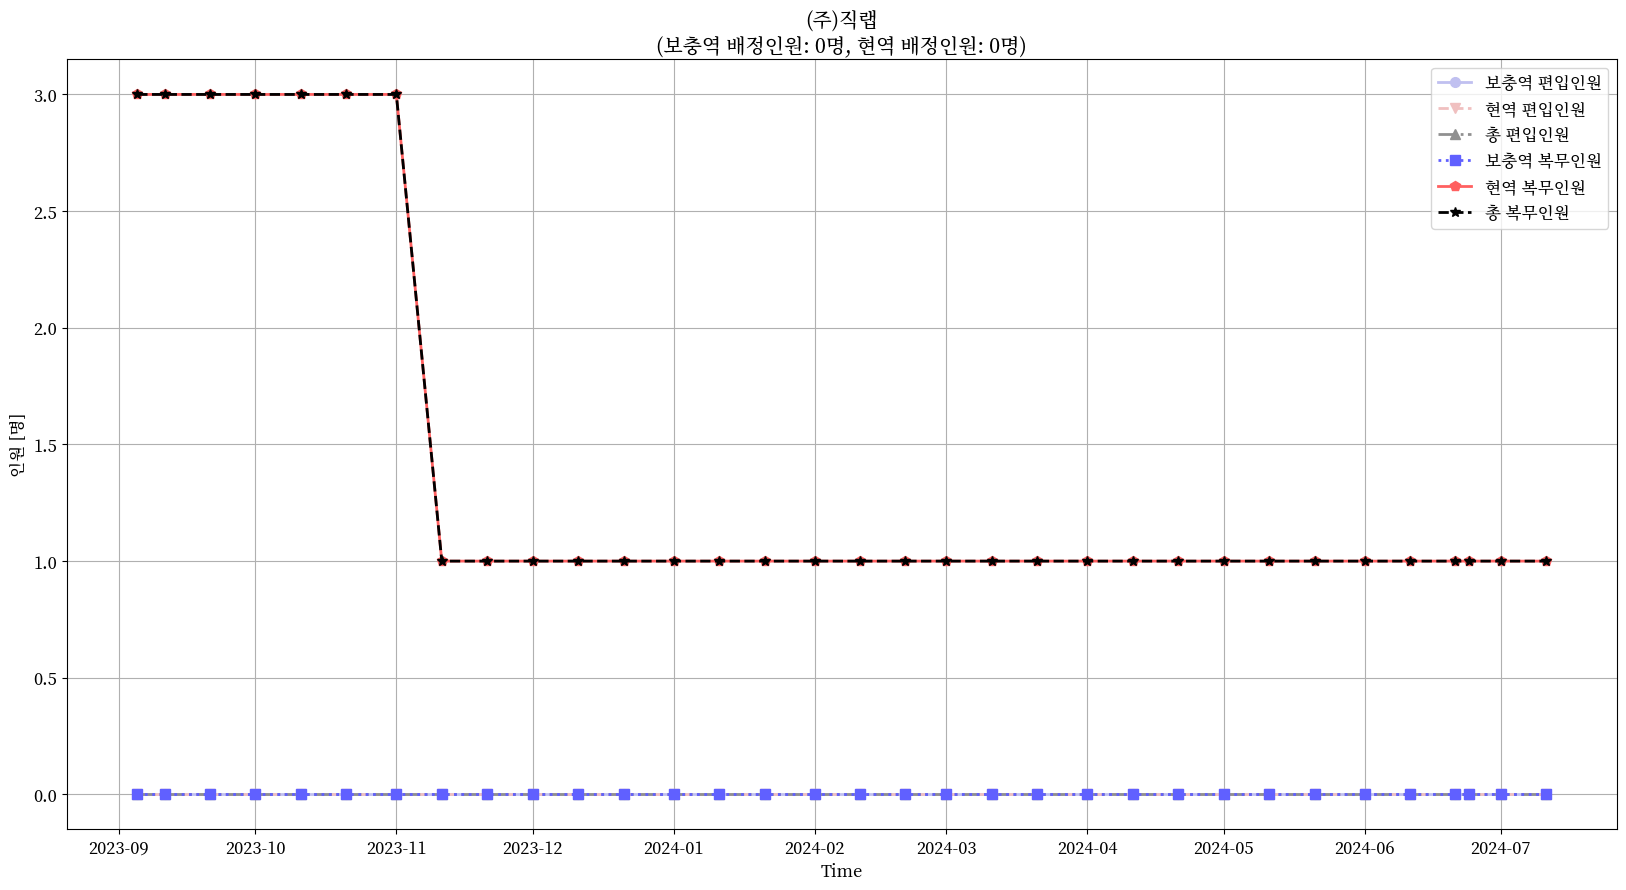 (주)직랩
(보충역 배정인원: 0명, 현역 배정인원: 0명)
보충역 편입인원
현역 편입인원
총 편입인원
보충역 복무인원
현역 복무인원
총 복무인원
3.0
2.5
2.0
1.5
1.0
0.5
0.0
인원 [명]
2023-09 2023-10 2023-11 2023-12 2024-01 2024-02 2024-03 2024-04 2024-05 2024-06 2024-07
Time